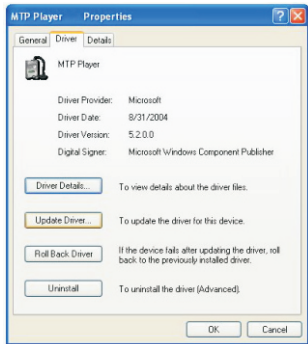 MTP Player Properties
General Driver Details
MTP Player
Driver Provider: Microsoft
Driver Date: 8/31/2004
Driver Version: 5.2.0.0
Digital Signer: Microsoft Windows Component Publisher
Driver Details... To view details about the driver files.
Update Driver... To update the driver for this device.
Roll Back Driver If the device fails after updating the driver, roll
back to the previously installed driver.
Uninstall To uninstall the driver (Advanced).
OK Cancel